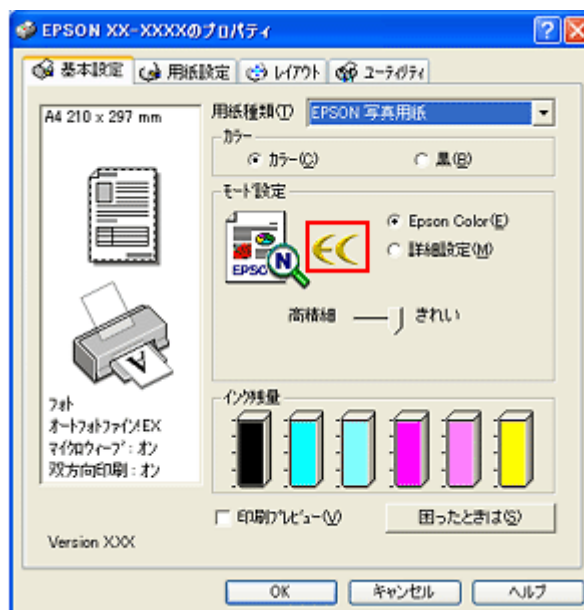 EPSON XX-XXXXのプロパティ
基本設定 用紙設定 レイアウト ユーティリティ
A4 210 x 297 mm
用紙種類(T) EPSON 写真用紙
カラー
カラー(C) 黒(B)
モード設定
EPSON N EC Epson Color(E)
詳細設定(M)
高精細 きれい
A
フォト
オートフォトファイン!EX
マイクロウィーブ : オン
双方向印刷 : オン
インク残量
印刷プレビュー(V) 困ったときは(S)
Version XXX
OK キャンセル ヘルプ